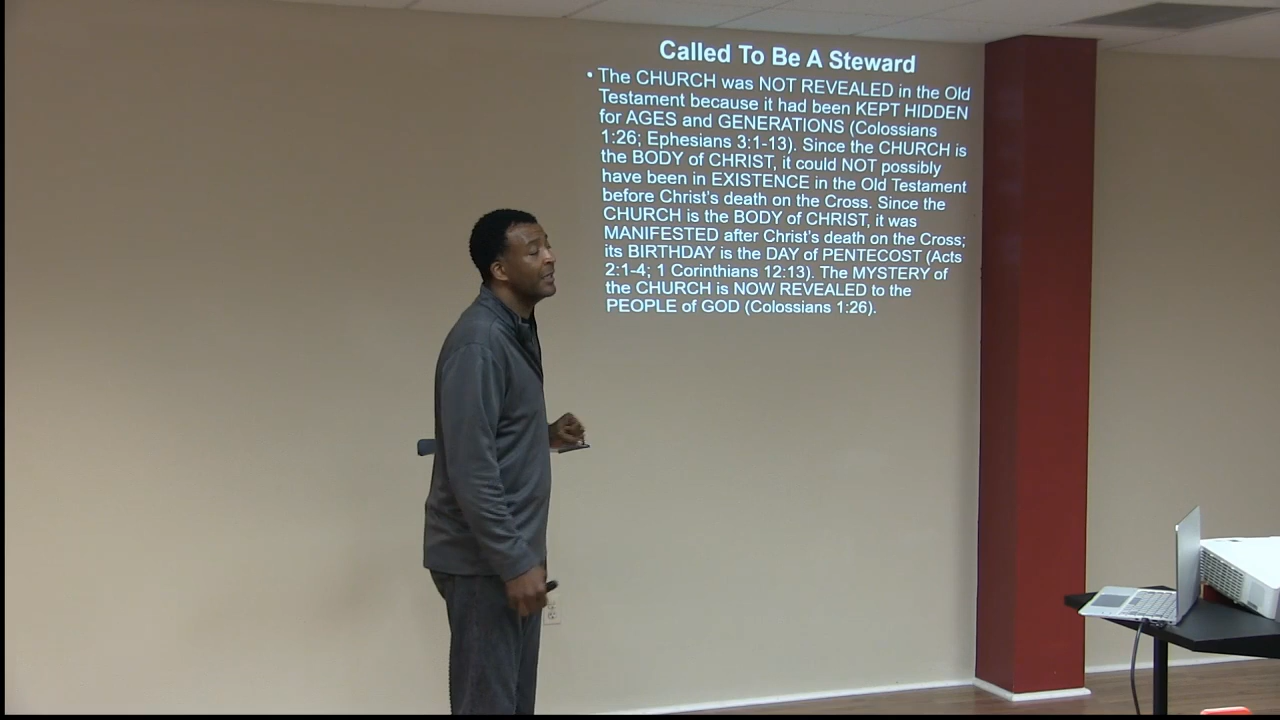 Called To Be A Steward
• The CHURCH was NOT REVEALED in the Old
Testament because it had been KEPT HIDDEN
for AGES and GENERATIONS (Colossians
1:26; Ephesians 3:1-13). Since the CHURCH is
the BODY of CHRIST, it could NOT possibly
have been in EXISTENCE in the Old Testament
before Christ's death on the Cross. Since the
CHURCH is the BODY of CHRIST, it was
MANIFESTED after Christ's death on the Cross;
its BIRTHDAY is the DAY of PENTECOST (Acts
2:1-4; 1 Corinthians 12:13). The MYSTERY of
the CHURCH is NOW REVEALED to the
PEOPLE of GOD (Colossians 1:26).